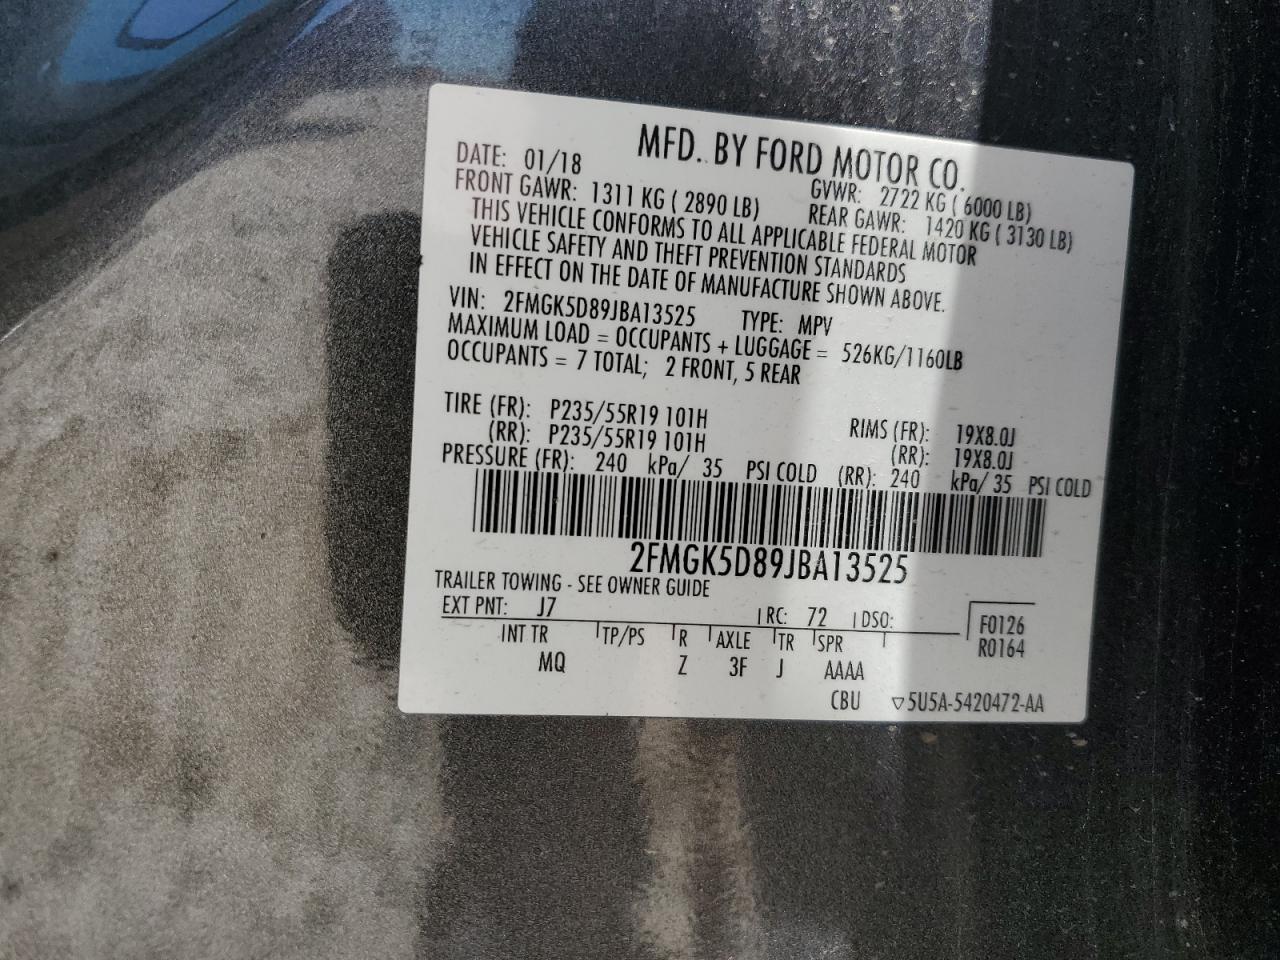 MFD. BY FORD MOTOR CO.
DATE: 01/18 GVWR: 2722 KG ( 6000 LB)
FRONT GAWR: 1311 KG ( 2890 LB) REAR GAWR: 1420 KG ( 3130 LB)
THIS VEHICLE CONFORMS TO ALL APPLICABLE FEDERAL MOTOR
VEHICLE SAFETY AND THEFT PREVENTION STANDARDS
IN EFFECT ON THE DATE OF MANUFACTURE SHOWN ABOVE.
VIN: 2FMGK5D89JBA13525 TYPE: MPV
MAXIMUM LOAD = OCCUPANTS + LUGGAGE = 526KG/1160LB
OCCUPANTS = 7 TOTAL; 2 FRONT, 5 REAR
TIRE (FR): P235/55R19 101H RIMS (FR): 19X8.0J
(RR): P235/55R19 101H (RR): 19X8.0J
PRESSURE (FR): 240 kPa/ 35 PSI COLD (RR): 240 kPa/ 35 PSI COLD
2FMGK5D89JBA13525
TRAILER TOWING - SEE OWNER GUIDE
EXT PNT: J7 RC: 72 DSO: F0126
INT TR TP/PS R AXLE TR SPR R0164
MQ Z 3F J AAAA
CBU ▽5U5A-5420472-AA